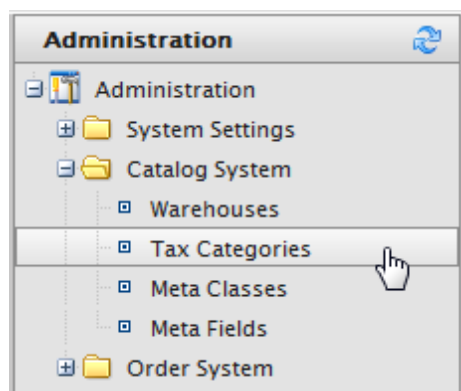 Administration
Administration
System Settings
Catalog System
Warehouses
Tax Categories
Meta Classes
Meta Fields
Order System